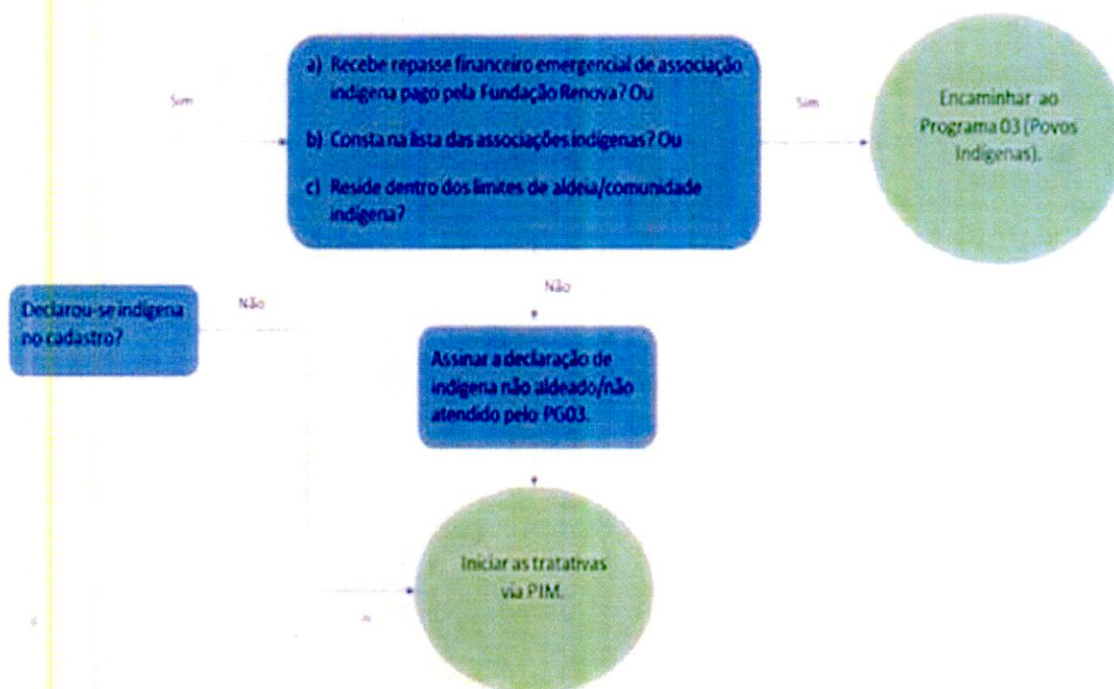 Sim
a) Recebe repasse financeiro emergencial de associação
indígena pago pela Fundação Renova? Ou
b) Consta na lista das associações indígenas? Ou
c) Reside dentro dos limites de aldeia/comunidade
indígena?
Sim
Encaminhar ao
Programa 03 (Povos
Indígenas).
Declarou-se indígena
no cadastro?
Não
Não
Assinar a declaração de
indígena não aldeado/não
atendido pelo PG03.
Iniciar as tratativas
via PIM.